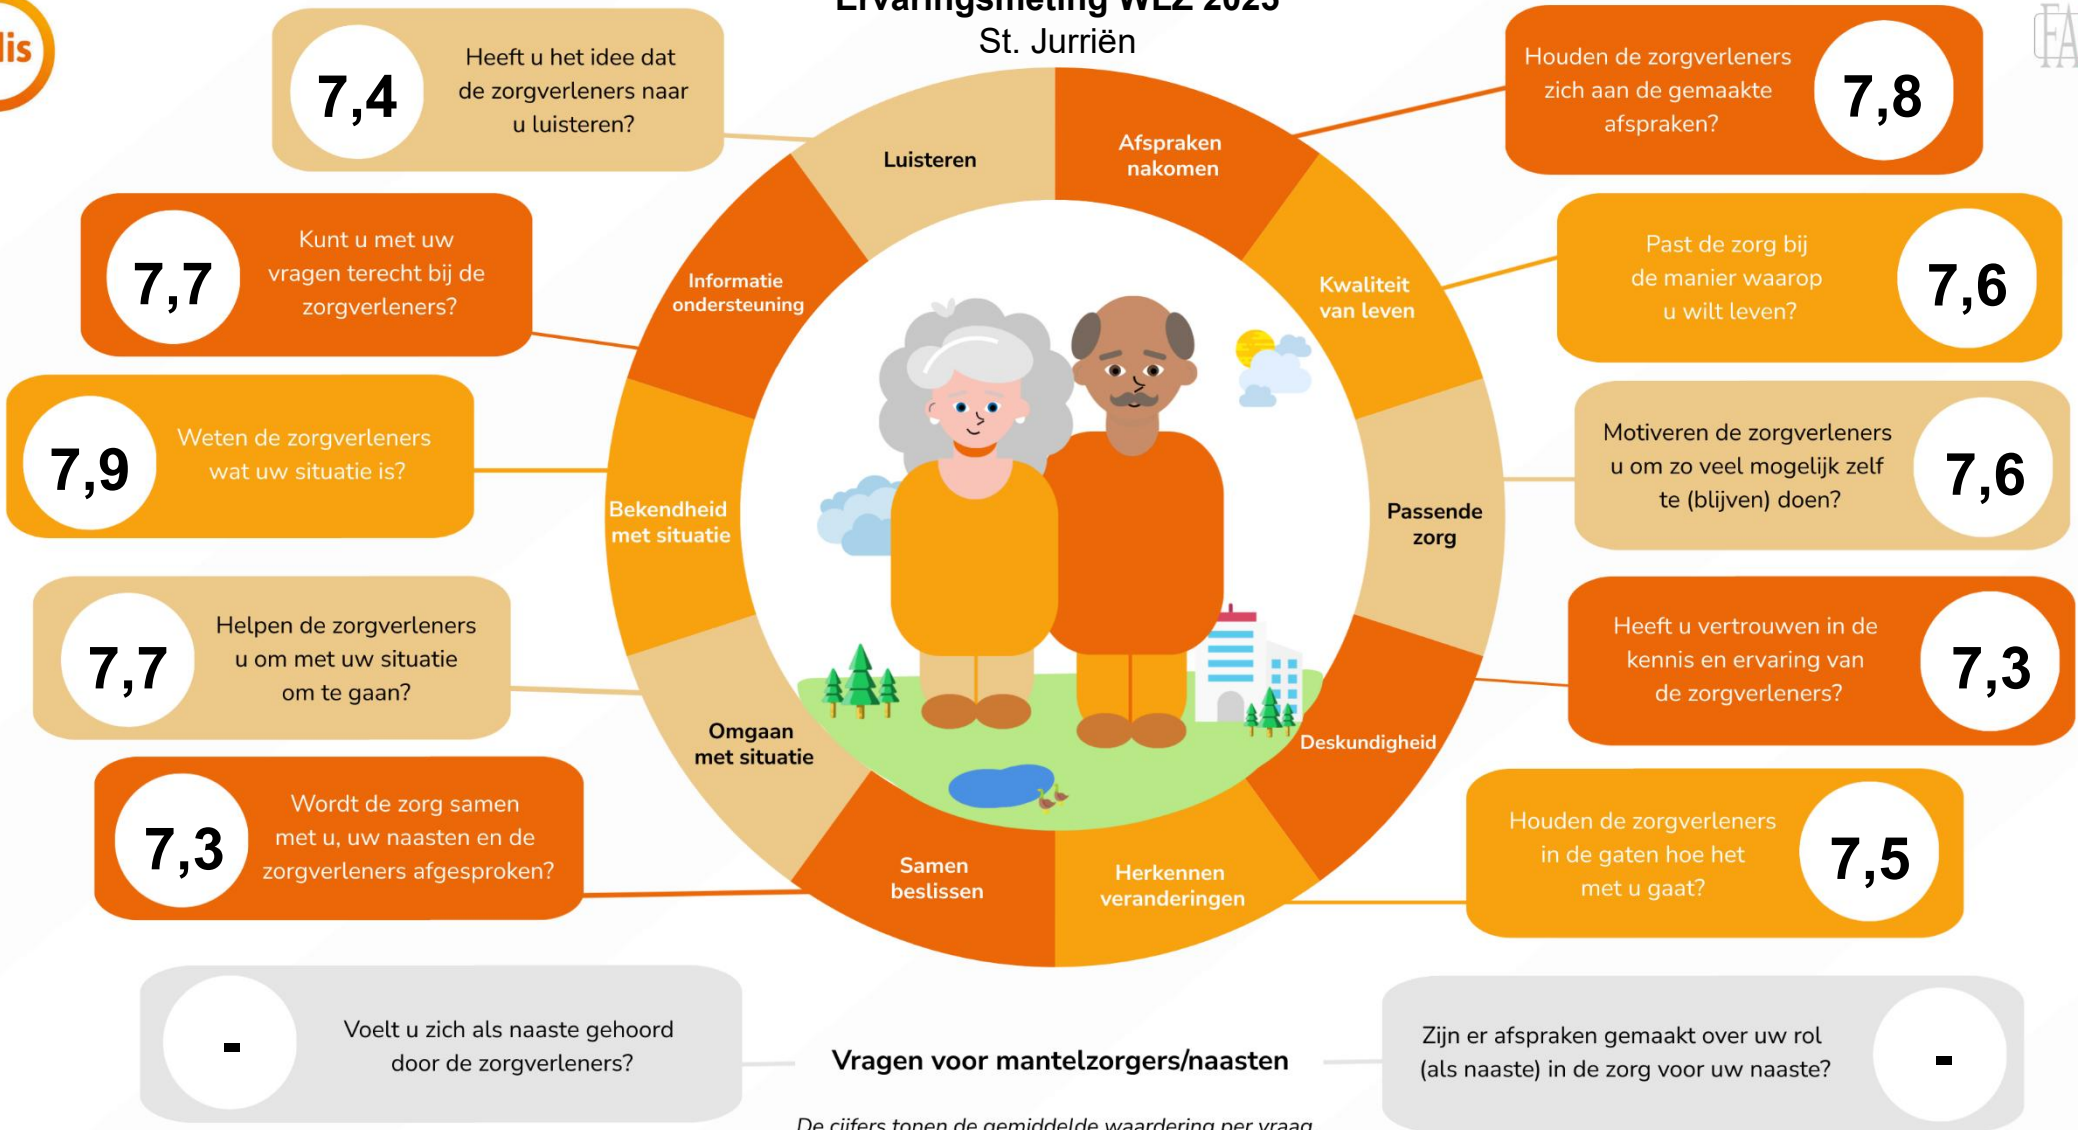 Ervaringsmeting WLZ 2025
St. Jurriën
lis
FA
7,4
Heeft u het idee dat
de zorgverleners naar
u luisteren?
Houden de zorgverleners
zich aan de gemaakte
afspraken?
7,8
Luisteren
Afspraken
nakomen
7,7
Kunt u met uw
vragen terecht bij de
zorgverleners?
Informatie
ondersteuning
Kwaliteit
van leven
Past de zorg bij
de manier waarop
u wilt leven?
7,6
7,9
Weten de zorgverleners
wat uw situatie is?
Bekendheid
met situatie
Passende
zorg
Motiveren de zorgverleners
u om zo veel mogelijk zelf
te (blijven) doen?
7,6
7,7
Helpen de zorgverleners
u om met uw situatie
om te gaan?
Omgaan
met situatie
Deskundigheid
Heeft u vertrouwen in de
kennis en ervaring van
de zorgverleners?
7,3
7,3
Wordt de zorg samen
met u, uw naasten en de
zorgverleners afgesproken?
Samen
beslissen
Herkennen
veranderingen
Houden de zorgverleners
in de gaten hoe het
met u gaat?
7,5
-
Voelt u zich als naaste gehoord
door de zorgverleners?
Vragen voor mantelzorgers/naasten
Zijn er afspraken gemaakt over uw rol
(als naaste) in de zorg voor uw naaste?
-
De cijfers tonen de gemiddelde waardering per vraag